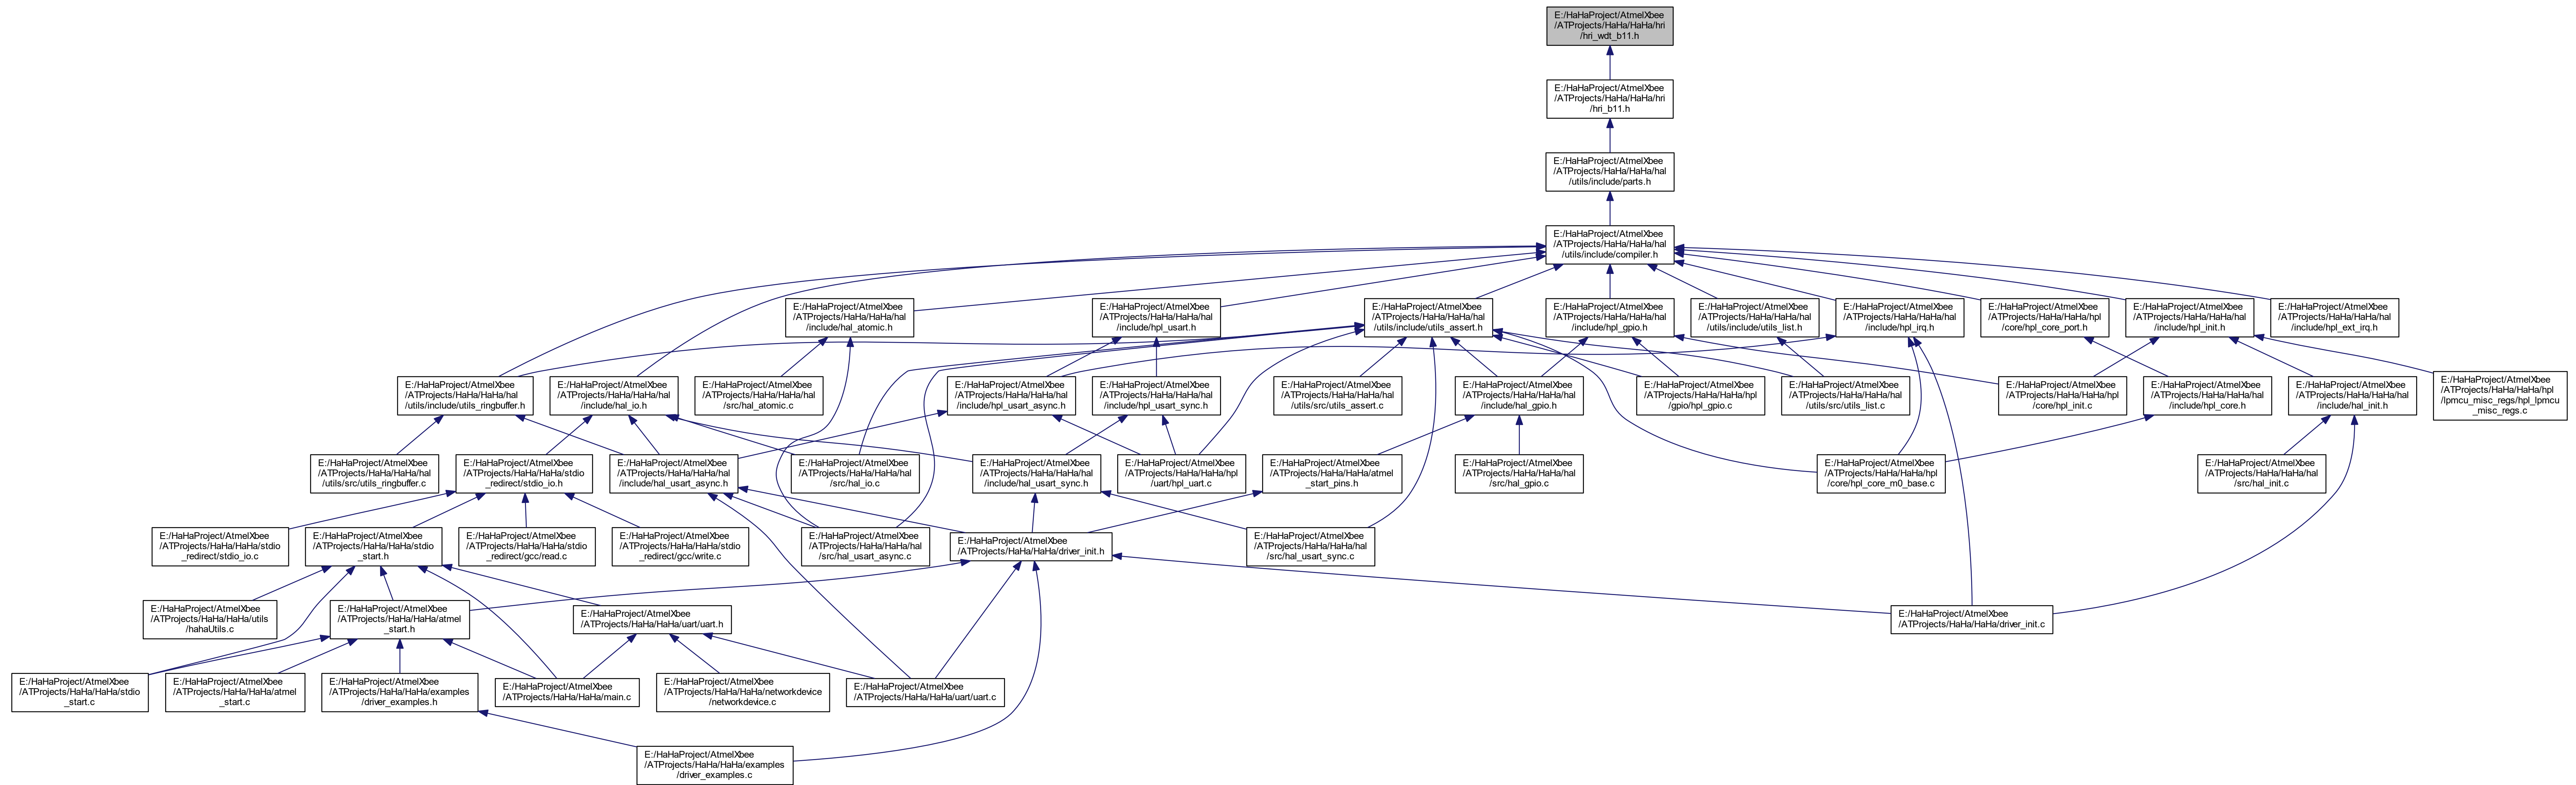 E:/HaHaProject/AtmelXbee
/ATProjects/HaHa/HaHa/hri
/hri_wdt_b11.h
E:/HaHaProject/AtmelXbee
/ATProjects/HaHa/HaHa/hri
/hri_b11.h
E:/HaHaProject/AtmelXbee
/ATProjects/HaHa/HaHa/hal
/utils/include/parts.h
E:/HaHaProject/AtmelXbee
/ATProjects/HaHa/HaHa/hal
/utils/include/compiler.h
E:/HaHaProject/AtmelXbee
/ATProjects/HaHa/HaHa/hal
/include/hal_atomic.h
E:/HaHaProject/AtmelXbee
/ATProjects/HaHa/HaHa/hal
/include/hpl_usart.h
E:/HaHaProject/AtmelXbee
/ATProjects/HaHa/HaHa/hal
/utils/include/utils_assert.h
E:/HaHaProject/AtmelXbee
/ATProjects/HaHa/HaHa/hal
/include/hpl_gpio.h
E:/HaHaProject/AtmelXbee
/ATProjects/HaHa/HaHa/hal
/utils/include/utils_list.h
E:/HaHaProject/AtmelXbee
/ATProjects/HaHa/HaHa/hal
/include/hpl_irq.h
E:/HaHaProject/AtmelXbee
/ATProjects/HaHa/HaHa/hpl
/core/hpl_core_port.h
E:/HaHaProject/AtmelXbee
/ATProjects/HaHa/HaHa/hal
/include/hpl_init.h
E:/HaHaProject/AtmelXbee
/ATProjects/HaHa/HaHa/hal
/include/hpl_ext_irq.h
E:/HaHaProject/AtmelXbee
/ATProjects/HaHa/HaHa/hal
/utils/include/utils_ringbuffer.h
E:/HaHaProject/AtmelXbee
/ATProjects/HaHa/HaHa/hal
/include/hal_io.h
E:/HaHaProject/AtmelXbee
/ATProjects/HaHa/HaHa/hal
/src/hal_atomic.c
E:/HaHaProject/AtmelXbee
/ATProjects/HaHa/HaHa/hal
/include/hpl_usart_async.h
E:/HaHaProject/AtmelXbee
/ATProjects/HaHa/HaHa/hal
/include/hpl_usart_sync.h
E:/HaHaProject/AtmelXbee
/ATProjects/HaHa/HaHa/hal
/utils/src/utils_assert.c
E:/HaHaProject/AtmelXbee
/ATProjects/HaHa/HaHa/hal
/include/hal_gpio.h
E:/HaHaProject/AtmelXbee
/ATProjects/HaHa/HaHa/hpl
/gpio/hpl_gpio.c
E:/HaHaProject/AtmelXbee
/ATProjects/HaHa/HaHa/hal
/utils/src/utils_list.c
E:/HaHaProject/AtmelXbee
/ATProjects/HaHa/HaHa/hpl
/core/hpl_init.c
E:/HaHaProject/AtmelXbee
/ATProjects/HaHa/HaHa/hal
/include/hpl_core.h
E:/HaHaProject/AtmelXbee
/ATProjects/HaHa/HaHa/hal
/include/hal_init.h
E:/HaHaProject/AtmelXbee
/ATProjects/HaHa/HaHa/hpl
/lpmcu_misc_regs/hpl_lpmcu
_misc_regs.c
E:/HaHaProject/AtmelXbee
/ATProjects/HaHa/HaHa/hal
/utils/src/utils_ringbuffer.c
E:/HaHaProject/AtmelXbee
/ATProjects/HaHa/HaHa/stdio
_redirect/stdio_io.h
E:/HaHaProject/AtmelXbee
/ATProjects/HaHa/HaHa/hal
/include/hal_usart_async.h
E:/HaHaProject/AtmelXbee
/ATProjects/HaHa/HaHa/hal
/src/hal_io.c
E:/HaHaProject/AtmelXbee
/ATProjects/HaHa/HaHa/hal
/include/hal_usart_sync.h
E:/HaHaProject/AtmelXbee
/ATProjects/HaHa/HaHa/hpl
/uart/hpl_uart.c
E:/HaHaProject/AtmelXbee
/ATProjects/HaHa/HaHa/atmel
_start_pins.h
E:/HaHaProject/AtmelXbee
/ATProjects/HaHa/HaHa/hal
/src/hal_gpio.c
E:/HaHaProject/AtmelXbee
/ATProjects/HaHa/HaHa/hpl
/core/hpl_core_m0_base.c
E:/HaHaProject/AtmelXbee
/ATProjects/HaHa/HaHa/hal
/src/hal_init.c
E:/HaHaProject/AtmelXbee
/ATProjects/HaHa/HaHa/stdio
_redirect/stdio_io.c
E:/HaHaProject/AtmelXbee
/ATProjects/HaHa/HaHa/stdio
_start.h
E:/HaHaProject/AtmelXbee
/ATProjects/HaHa/HaHa/stdio
_redirect/gcc/read.c
E:/HaHaProject/AtmelXbee
/ATProjects/HaHa/HaHa/stdio
_redirect/gcc/write.c
E:/HaHaProject/AtmelXbee
/ATProjects/HaHa/HaHa/hal
/src/hal_usart_async.c
E:/HaHaProject/AtmelXbee
/ATProjects/HaHa/HaHa/driver_init.h
E:/HaHaProject/AtmelXbee
/ATProjects/HaHa/HaHa/hal
/src/hal_usart_sync.c
E:/HaHaProject/AtmelXbee
/ATProjects/HaHa/HaHa/utils
/hahaUtils.c
E:/HaHaProject/AtmelXbee
/ATProjects/HaHa/HaHa/atmel
_start.h
E:/HaHaProject/AtmelXbee
/ATProjects/HaHa/HaHa/uart/uart.h
E:/HaHaProject/AtmelXbee
/ATProjects/HaHa/HaHa/driver_init.c
E:/HaHaProject/AtmelXbee
/ATProjects/HaHa/HaHa/stdio
_start.c
E:/HaHaProject/AtmelXbee
/ATProjects/HaHa/HaHa/atmel
_start.c
E:/HaHaProject/AtmelXbee
/ATProjects/HaHa/HaHa/examples
/driver_examples.h
E:/HaHaProject/AtmelXbee
/ATProjects/HaHa/HaHa/main.c
E:/HaHaProject/AtmelXbee
/ATProjects/HaHa/HaHa/networkdevice
/networkdevice.c
E:/HaHaProject/AtmelXbee
/ATProjects/HaHa/HaHa/uart/uart.c
E:/HaHaProject/AtmelXbee
/ATProjects/HaHa/HaHa/examples
/driver_examples.c